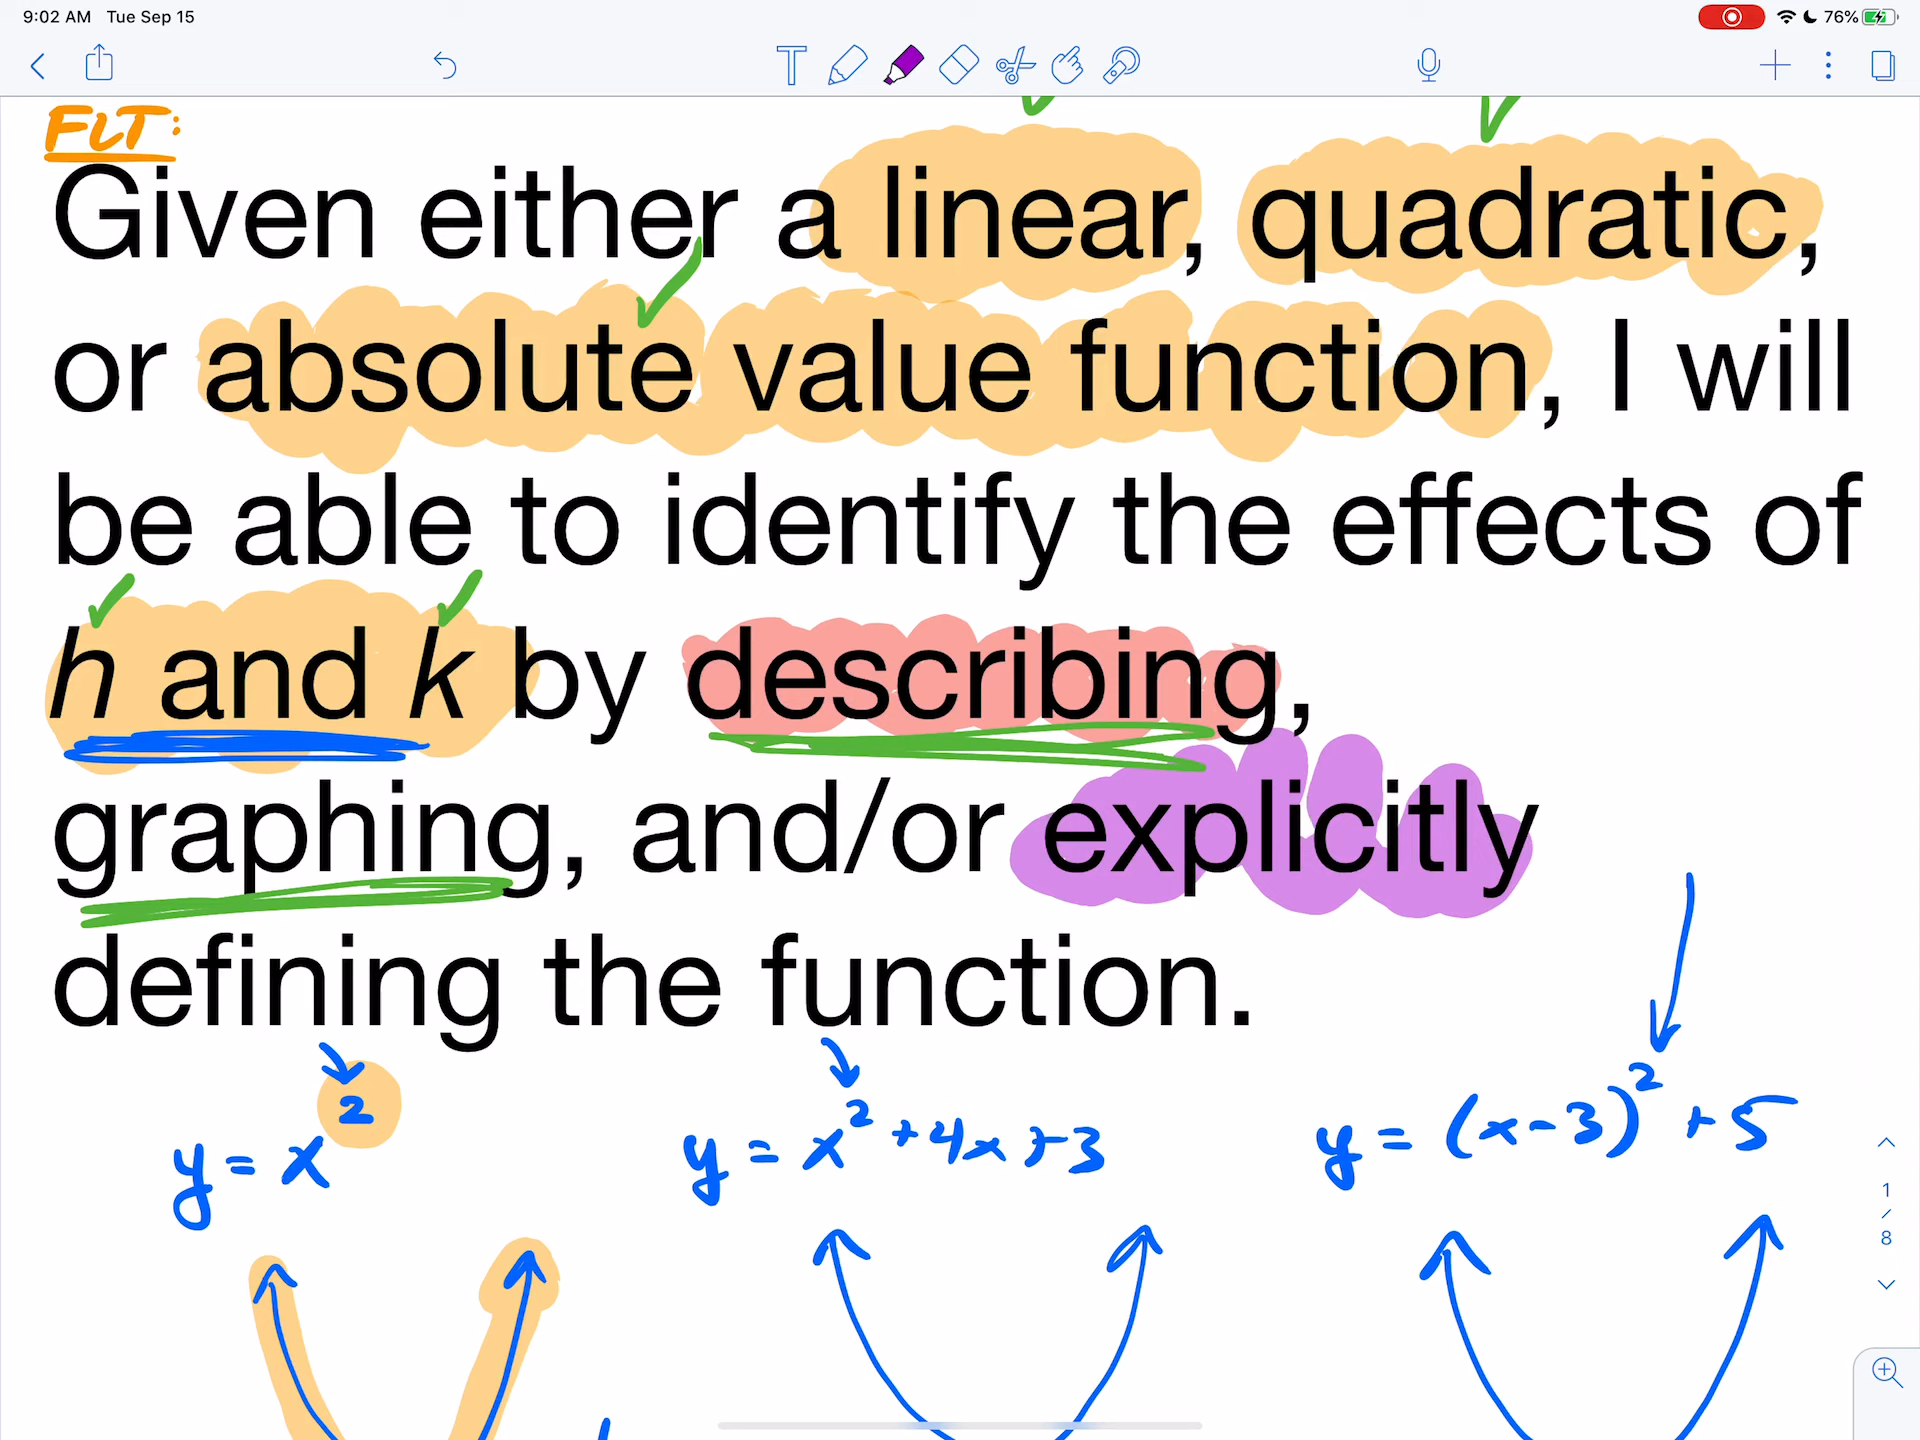 9:02 AM Tue Sep 15
76%
FLT:
Given either a linear, quadratic,
or absolute value function, I will
be able to identify the effects of
h and k by describing,
graphing, and/or explicitly
defining the function.
y = x²
y = x² + 4x + 3
y = (x - 3)² + 5
1
/
8